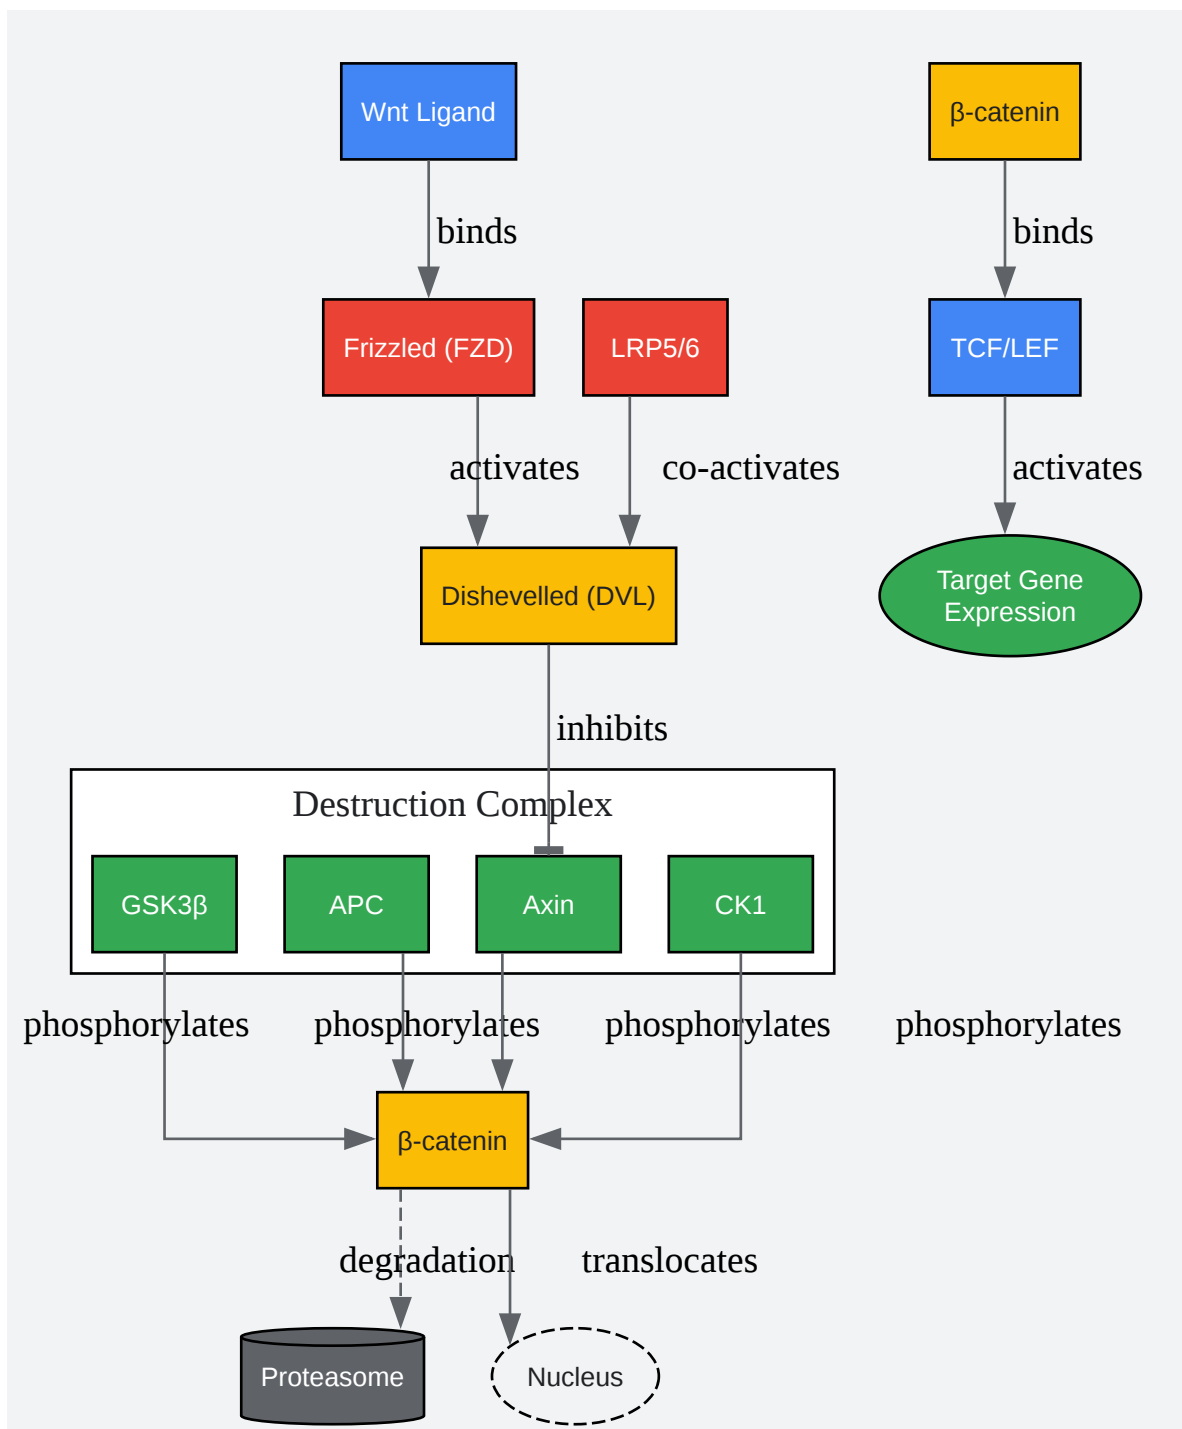 Wnt Ligand
β-catenin
binds
binds
Frizzled (FZD)
LRP5/6
TCF/LEF
activates
co-activates
activates
Dishevelled (DVL)
Target Gene
Expression
inhibits
Destruction Complex
GSK3β
APC
Axin
CK1
phosphorylates
phosphorylates
phosphorylates
phosphorylates
β-catenin
degradation
translocates
Proteasome
Nucleus